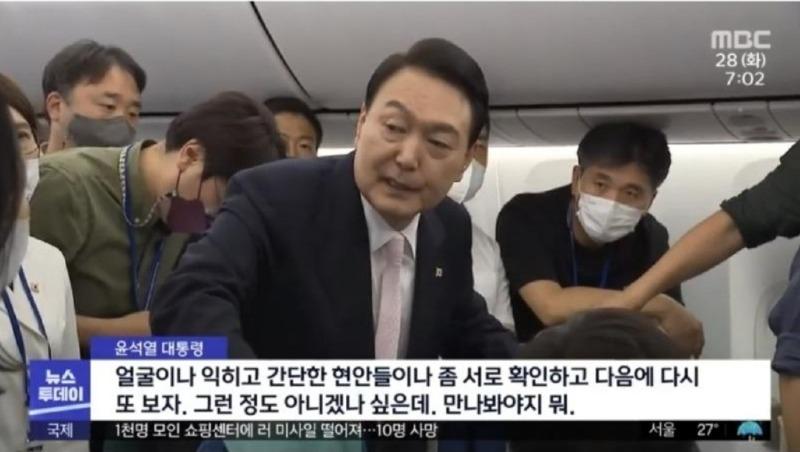 MBC
28(화)
7:02
윤석열 대통령
뉴스
투데이
얼굴이나 익히고 간단한 현안들이나 좀 서로 확인하고 다음에 다시
또 보자. 그런 정도 아니겠나 싶은데. 만나봐야지 뭐.
국제 1천명 모인 쇼핑센터에 러 미사일 떨어져…10명 사망 서울 27°